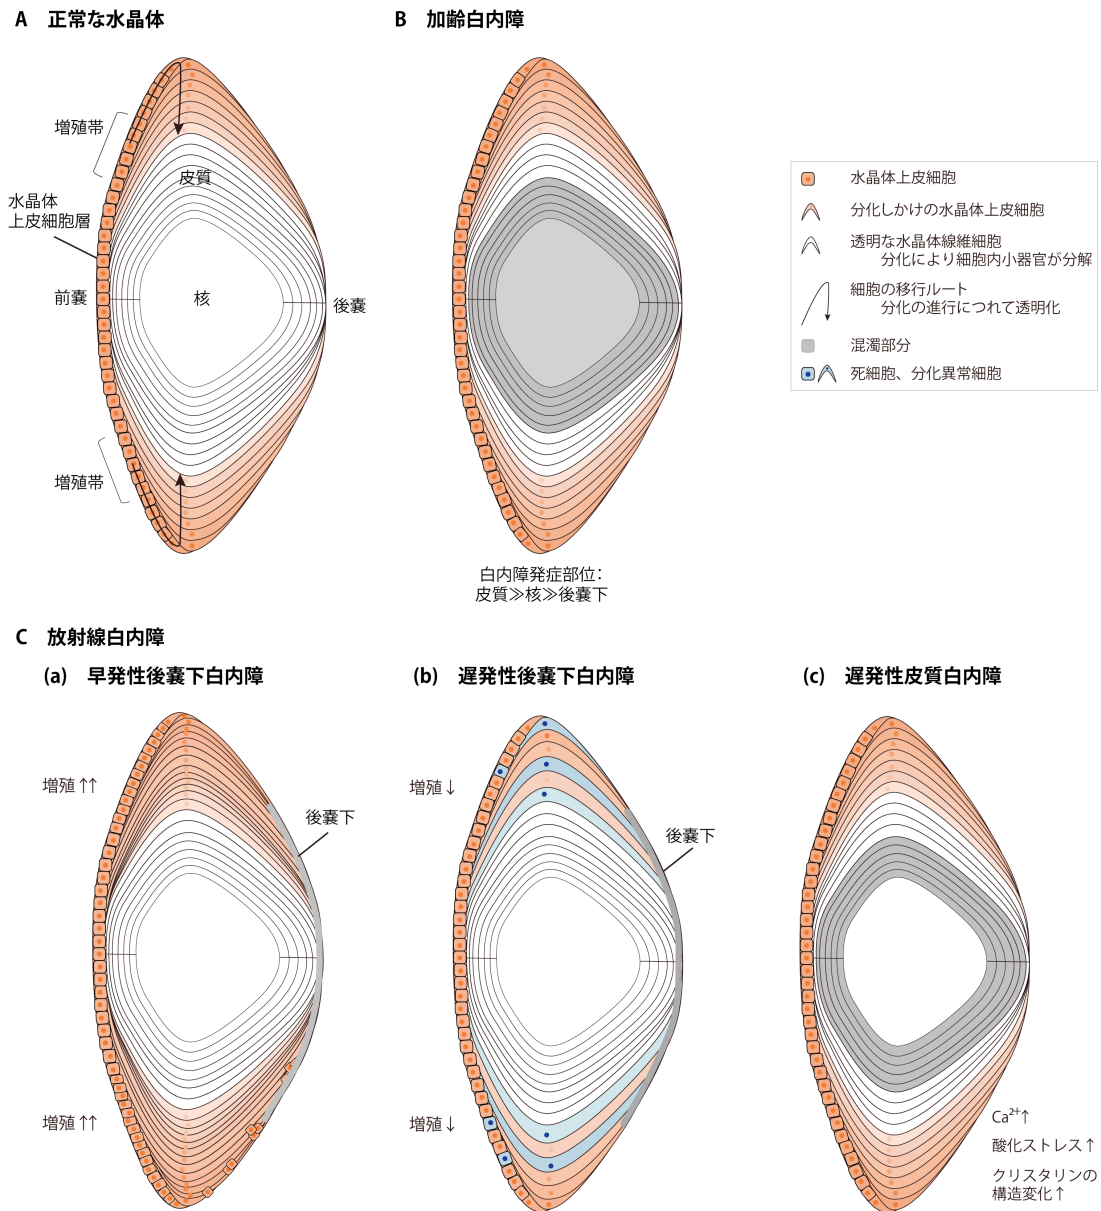 A 正常な水晶体
B 加齢白内障
増殖帯
皮質
水晶体
上皮細胞層
前嚢
核
後嚢
増殖帯
白内障発症部位：
皮質≫核≫後嚢下
水晶体上皮細胞
分化しかけの水晶体上皮細胞
透明な水晶体線維細胞
分化により細胞内小器官が分解
細胞の移行ルート
分化の進行につれて透明化
混濁部分
死細胞、分化異常細胞
C 放射線白内障
(a) 早発性後嚢下白内障
(b) 遅発性後嚢下白内障
(c) 遅発性皮質白内障
増殖↑↑
後嚢下
増殖↑↑
増殖↓
後嚢下
増殖↓
Ca²⁺↑
酸化ストレス↑
クリスタリンの
構造変化↑